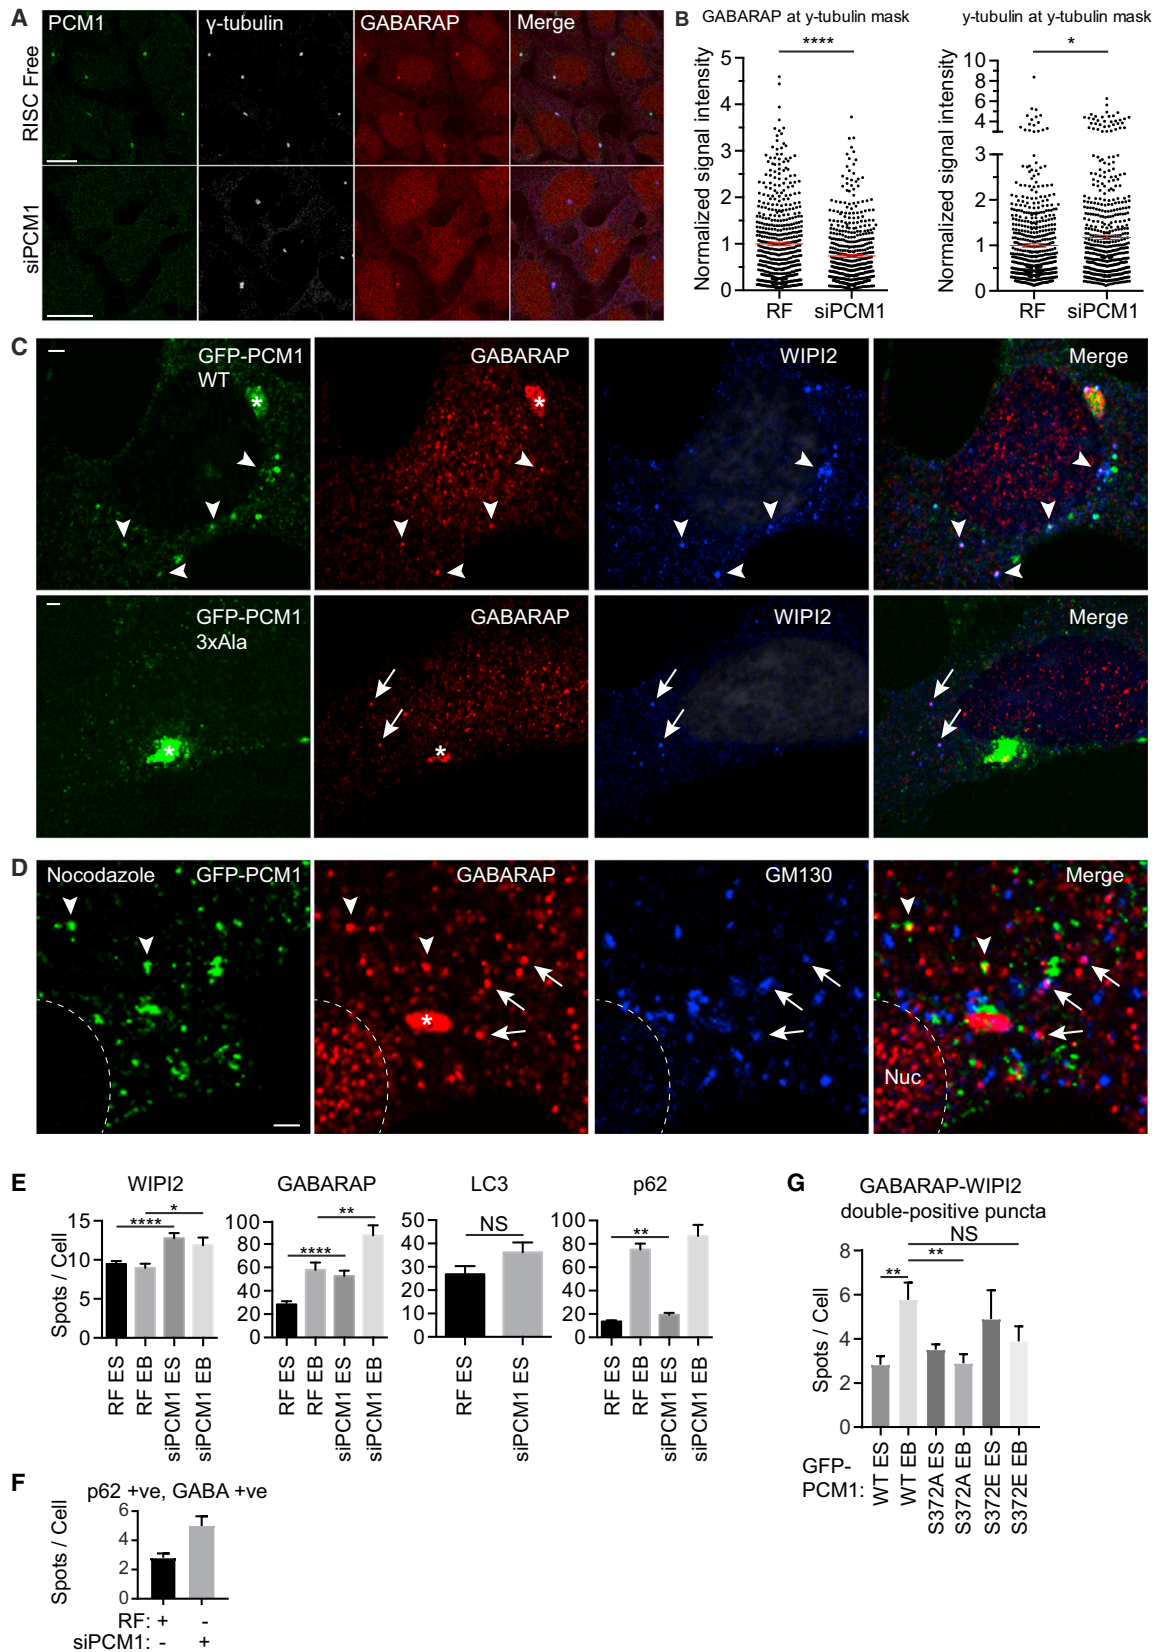 A
PCM1
γ-tubulin
GABARAP
Merge
RISC Free
siPCM1
B
GABARAP at y-tubulin mask
****
Normalized signal intensity
5
4
3
2
1
0
RF
siPCM1
y-tubulin at y-tubulin mask
*
Normalized signal intensity
10
8
6
4
3
2
1
0
RF
siPCM1
C
GFP-PCM1
WT
*
GABARAP
*
WIPI2
Merge
GFP-PCM1
3xAla
*
GABARAP
*
WIPI2
Merge
D
Nocodazole
GFP-PCM1
GABARAP
*
GM130
Merge
Nuc
E
WIPI2
Spots / Cell
15
10
5
0
****
*
RF ES
RF EB
siPCM1 ES
siPCM1 EB
GABARAP
100
80
60
40
20
0
****
**
RF ES
RF EB
siPCM1 ES
siPCM1 EB
LC3
50
40
30
20
10
0
NS
RF ES
siPCM1 ES
p62
100
80
60
40
20
0
**
RF ES
RF EB
siPCM1 ES
siPCM1 EB
F
p62 +ve, GABA +ve
Spots / Cell
6
4
2
0
RF: + -
siPCM1: - +
G
GABARAP-WIPI2
double-positive puncta
NS
**
**
Spots / Cell
8
6
4
2
0
GFP-
PCM1:
WT ES
WT EB
S372A ES
S372A EB
S372E ES
S372E EB